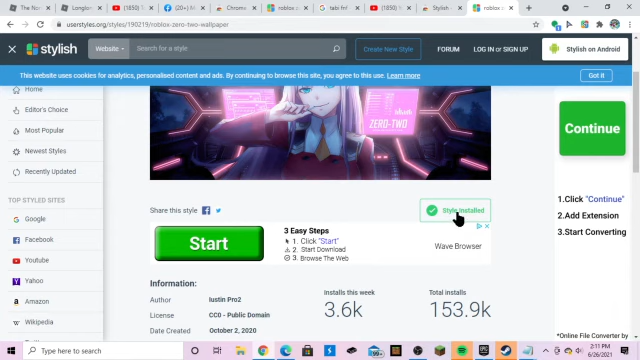 The Nor
Longlon
(1850) N
(20+) M
Chrome
roblox z
tabi fnf
(1850) N
Stylish
roblox z
userstyles.org/styles/190219/roblox-zero-two-wallpaper
stylish
Website
Search for a style
Create New Style
FORUM
LOG IN or SIGN UP
Stylish on Android
This website uses cookies for analytics, personalised content and ads. By continuing to browse this site, you agree to this use. Learn more
Got it
Home
Editor's Choice
Most Popular
Newest Styles
Recently Updated
TOP STYLED SITES
Google
Facebook
Youtube
Yahoo
Amazon
Wikipedia
ZERO-TWO
Share this style
Style Installed
Start
3 Easy Steps
1. Click "Start"
2. Start Download
3. Browse The Web
Wave Browser
Information:
Author
Iustin Pro2
License
CC0 - Public Domain
Date Created
October 2, 2020
Installs this week
3.6k
Total installs
153.9k
Continue
1.Click "Continue"
2.Add Extension
3.Start Converting
*Online File Converter by
Type here to search
99+
2:11 PM
6/26/2021